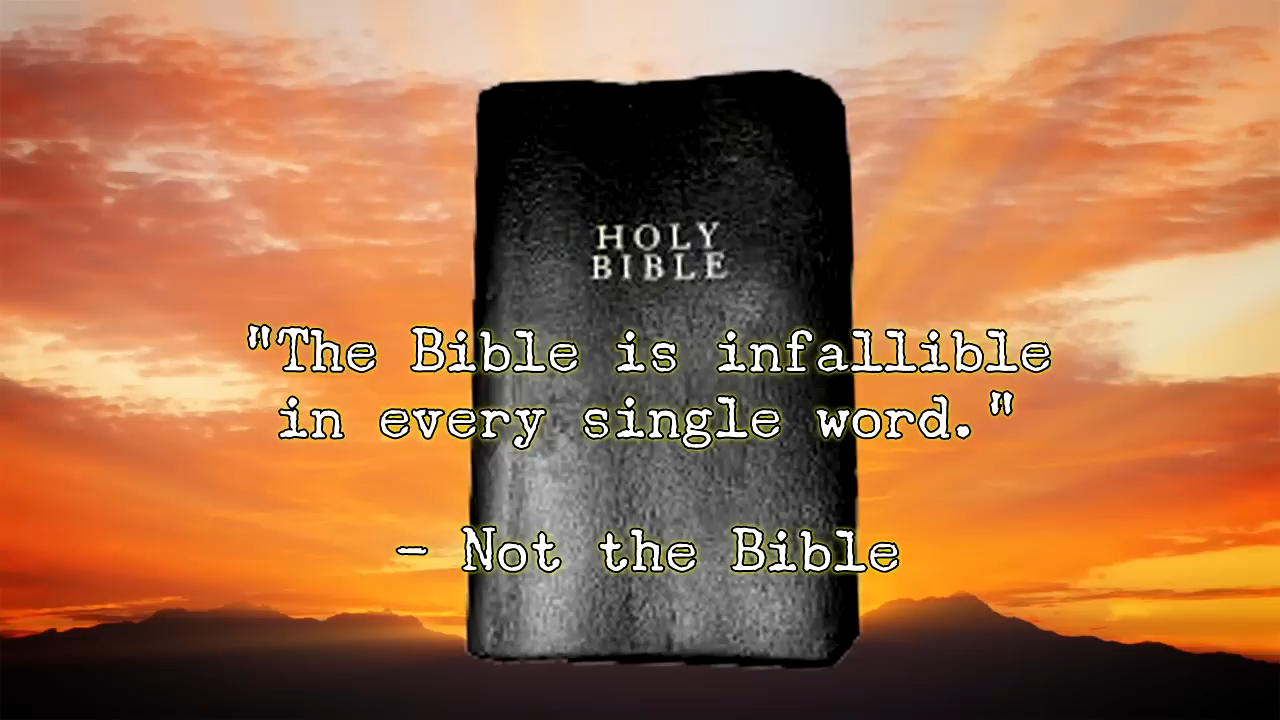 HOLY
BIBLE
"The Bible is infallible
in every single word."
- Not the Bible